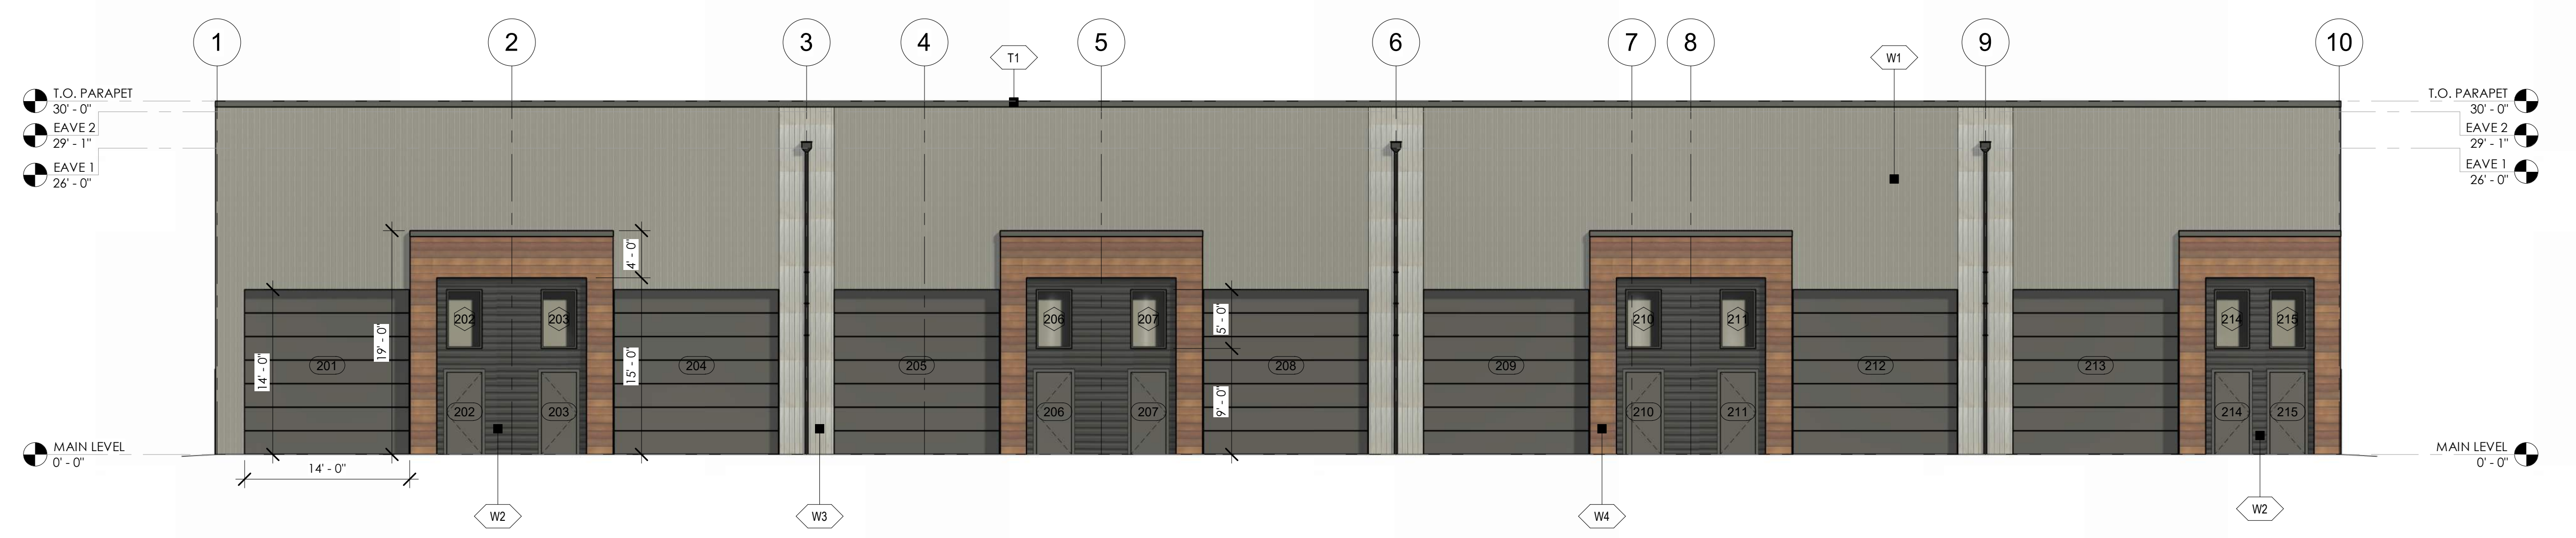 1 2 3 4 5 6 7 8 9 10
T1 W1
T.O. PARAPET
30' - 0"
EAVE 2
29' - 1"
EAVE 1
26' - 0"
T.O. PARAPET
30' - 0"
EAVE 2
29' - 1"
EAVE 1
26' - 0"
4' - 0"
19' - 0"
14' - 0"
15' - 0"
5' - 0"
9' - 0"
202 203 206 207 210 211 214 215
201 204 205 208 209 212 213
202 203 206 207 210 211 214 215
MAIN LEVEL
0' - 0"
MAIN LEVEL
0' - 0"
14' - 0"
W2 W3 W4 W2